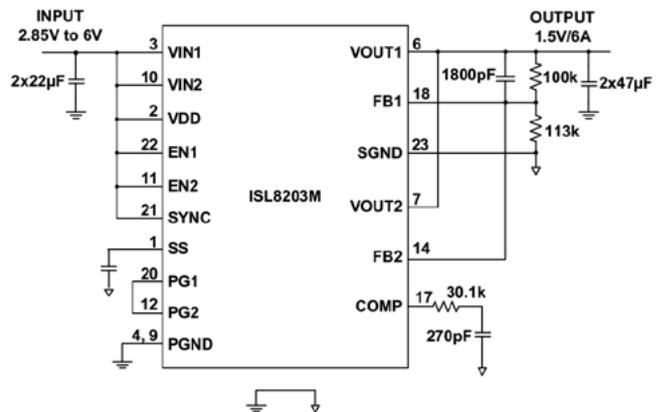 INPUT
2.85V to 6V
OUTPUT
1.5V/6A
2x22µF
3 VIN1
10 VIN2
2 VDD
22 EN1
11 EN2
21 SYNC
1 SS
20 PG1
12 PG2
4, 9 PGND
ISL8203M
VOUT1 6
FB1 18
SGND 23
VOUT2 7
FB2 14
COMP 17
1800pF
100k
2x47µF
113k
30.1k
270pF